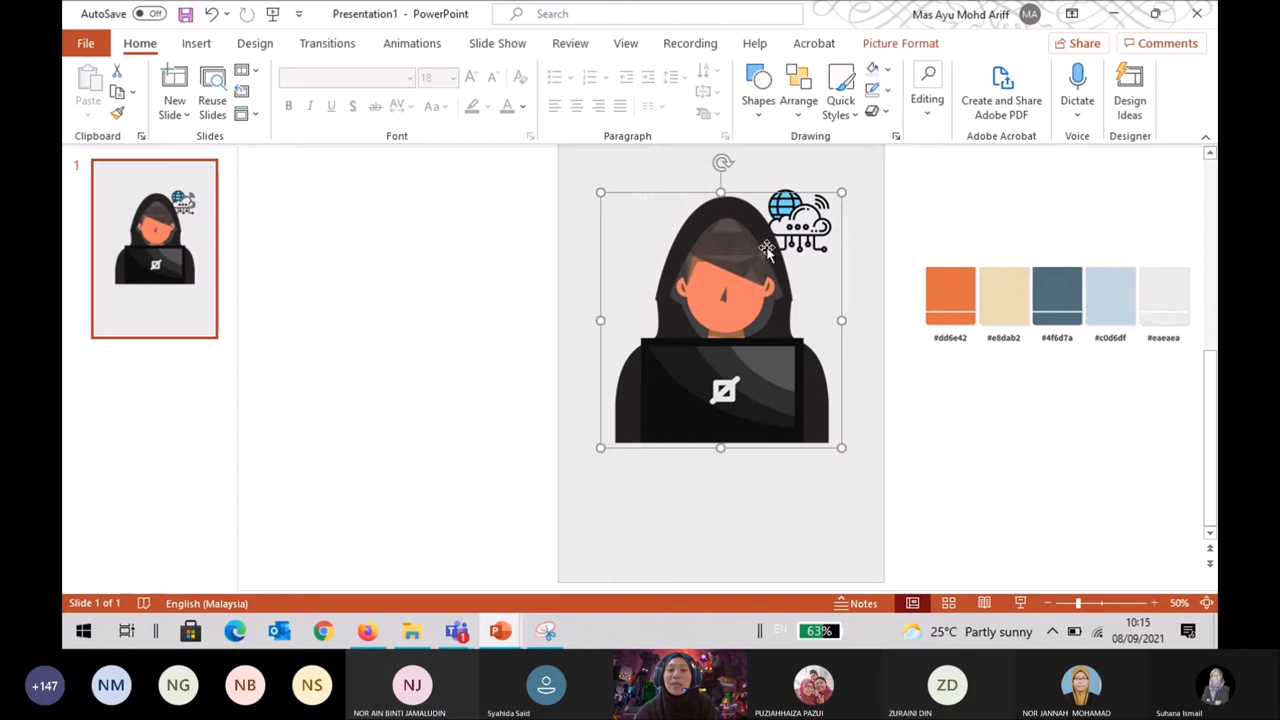 AutoSave Off Presentation1 - PowerPoint Search Mas Ayu Mohd Ariff MA
File Home Insert Design Transitions Animations Slide Show Review View Recording Help Acrobat Picture Format Share Comments
18
Paste New Slide Reuse Slides Shapes Arrange Quick Styles Editing Create and Share Adobe PDF Dictate Design Ideas
Clipboard Slides Font Paragraph Drawing Adobe Acrobat Voice Designer
1
#dd6e42 #e8dab2 #4f6d7a #c0d6df #eaeaea
Slide 1 of 1 English (Malaysia) Notes 50%
EN 63% 25°C Partly sunny 10:15
08/09/2021
+147 NM NG NB NS NJ ZD
NOR AIN BINTI JAMALUDIN Syahida Said PUZIAHHAIZA PAZUI ZURAINI DIN NOR JANNAH MOHAMAD Suhana Ismail